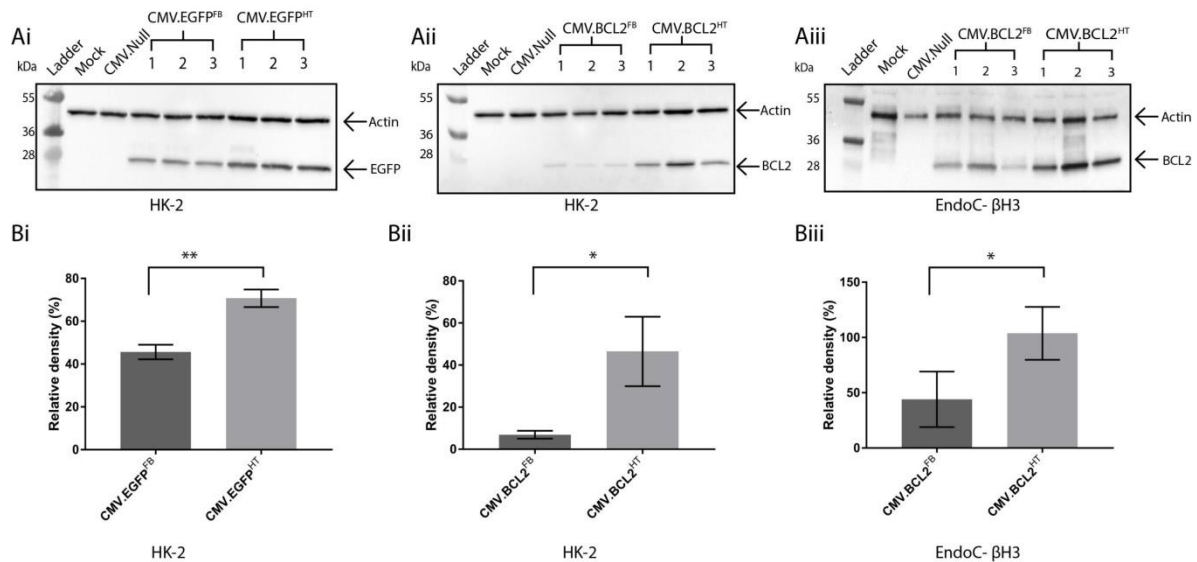 Ai
CMV.EGFPFB CMV.EGFPHT
kDa Ladder Mock CMV.Null 1 2 3 1 2 3
55
36
28
Actin
EGFP
HK-2
Aii
CMV.BCL2FB CMV.BCL2HT
kDa Ladder Mock CMV.Null 1 2 3 1 2 3
55
36
28
Actin
BCL2
HK-2
Aiii
CMV.BCL2FB CMV.BCL2HT
kDa Ladder Mock CMV.Null 1 2 3 1 2 3
55
36
28
Actin
BCL2
EndoC- βH3
Bi
**
Relative density (%)
80
60
40
20
0
CMV.EGFPFB
CMV.EGFPHT
HK-2
Bii
*
Relative density (%)
80
60
40
20
0
CMV.BCL2FB
CMV.BCL2HT
HK-2
Biii
*
Relative density (%)
150
100
50
0
CMV.BCL2FB
CMV.BCL2HT
EndoC- βH3